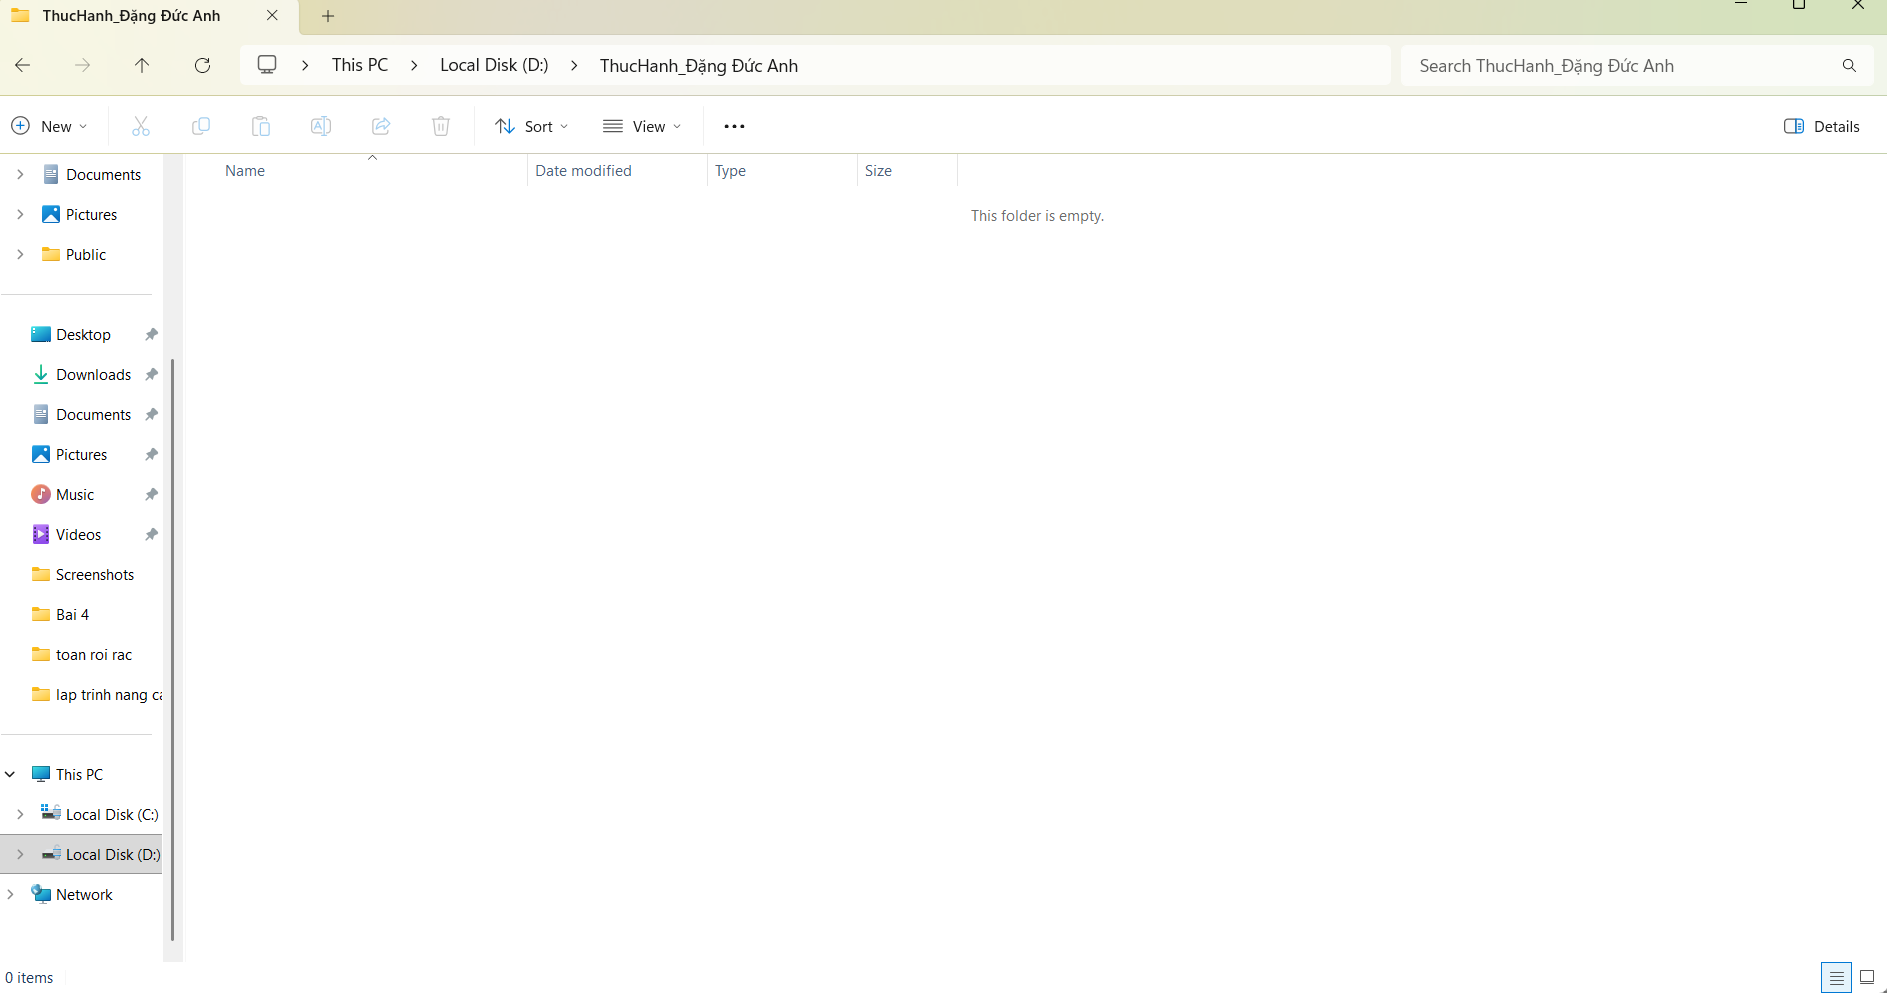 ThucHanh_Đặng Đức Anh
This PC > Local Disk (D:) > ThucHanh_Đặng Đức Anh
Search ThucHanh_Đặng Đức Anh
New
Sort
View
Details
Name Date modified Type Size
This folder is empty.
Documents
Pictures
Public
Desktop
Downloads
Documents
Pictures
Music
Videos
Screenshots
Bai 4
toan roi rac
lap trinh nang ca
This PC
Local Disk (C:)
Local Disk (D:)
Network
0 items